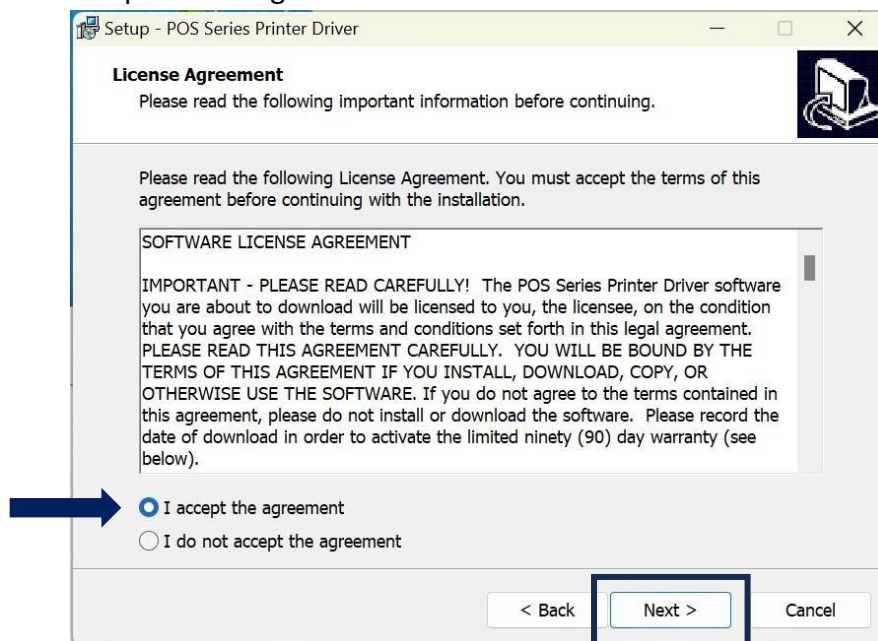 Setup - POS Series Printer Driver
License Agreement
Please read the following important information before continuing.
Please read the following License Agreement. You must accept the terms of this
agreement before continuing with the installation.
SOFTWARE LICENSE AGREEMENT
IMPORTANT - PLEASE READ CAREFULLY! The POS Series Printer Driver software
you are about to download will be licensed to you, the licensee, on the condition
that you agree with the terms and conditions set forth in this legal agreement.
PLEASE READ THIS AGREEMENT CAREFULLY. YOU WILL BE BOUND BY THE
TERMS OF THIS AGREEMENT IF YOU INSTALL, DOWNLOAD, COPY, OR
OTHERWISE USE THE SOFTWARE. If you do not agree to the terms contained in
this agreement, please do not install or download the software. Please record the
date of download in order to activate the limited ninety (90) day warranty (see
below).
I accept the agreement
I do not accept the agreement
< Back Next > Cancel